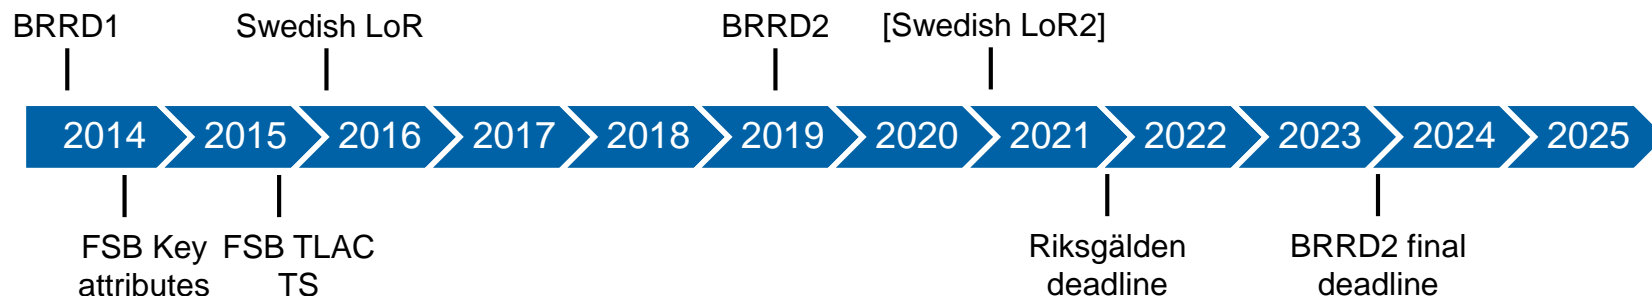 BRRD1 Swedish LoR BRRD2 [Swedish LoR2]
2014 2015 2016 2017 2018 2019 2020 2021 2022 2023 2024 2025
FSB Key
attributes
FSB TLAC
TS
Riksgälden
deadline
BRRD2 final
deadline